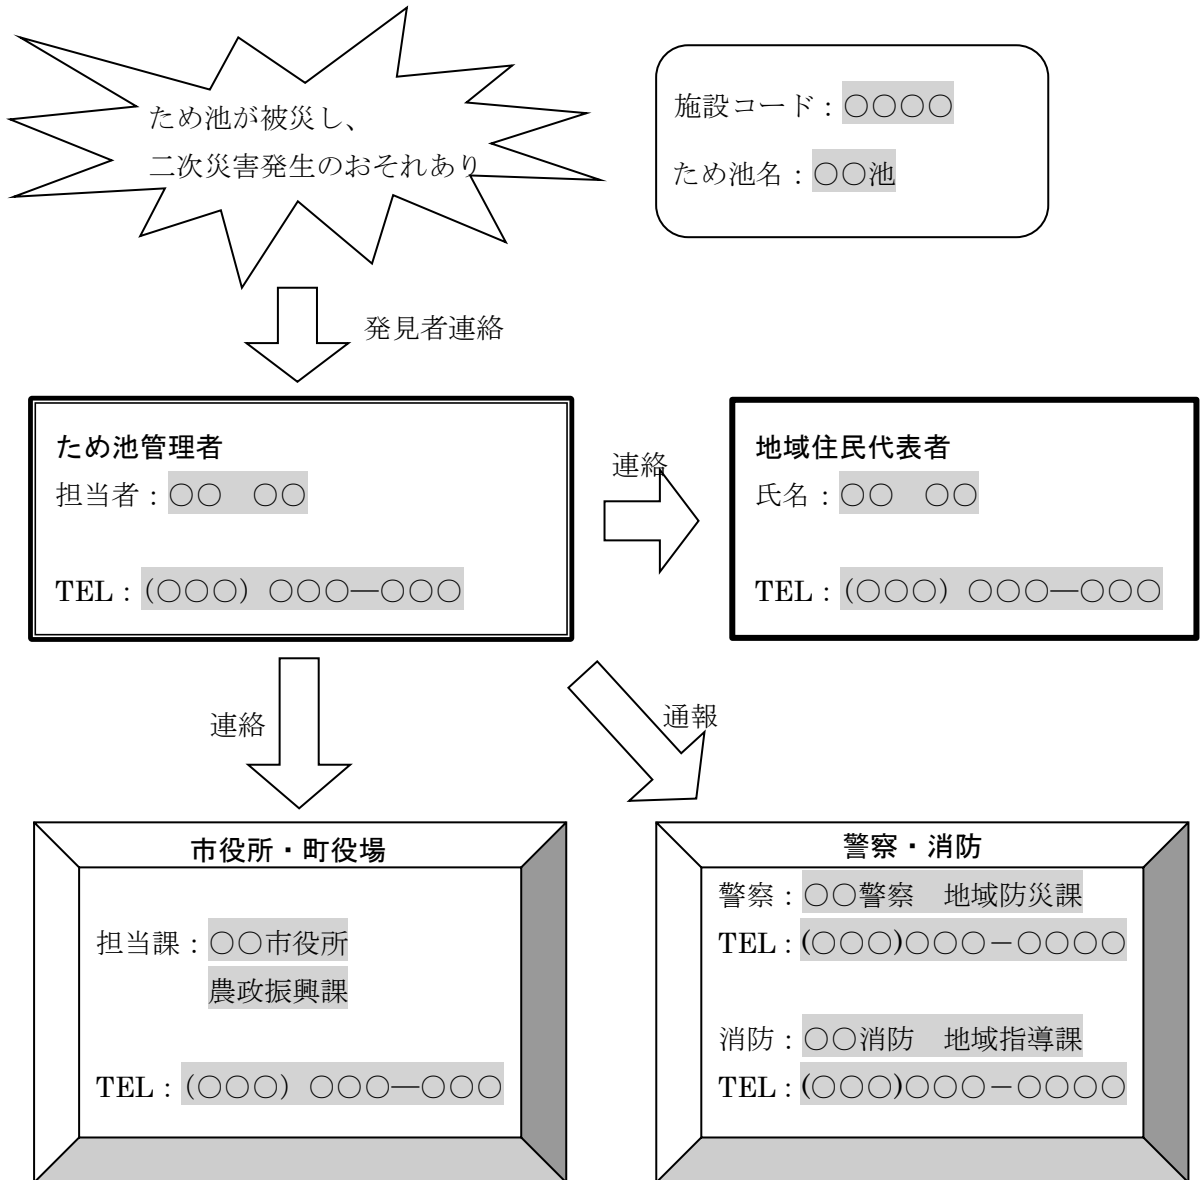 ため池が被災し、
二次災害発生のおそれあり
施設コード：○○○○
ため池名：○○池
発見者連絡
ため池管理者
担当者：○○　○○
TEL：(○○○) ○○○―○○○
連絡
地域住民代表者
氏名：○○　○○
TEL：(○○○) ○○○―○○○
連絡
通報
市役所・町役場
担当課：○○市役所
農政振興課
TEL：(○○○) ○○○―○○○
警察・消防
警察：○○警察　地域防災課
TEL：(○○○)○○○－○○○○
消防：○○消防　地域指導課
TEL：(○○○)○○○－○○○○